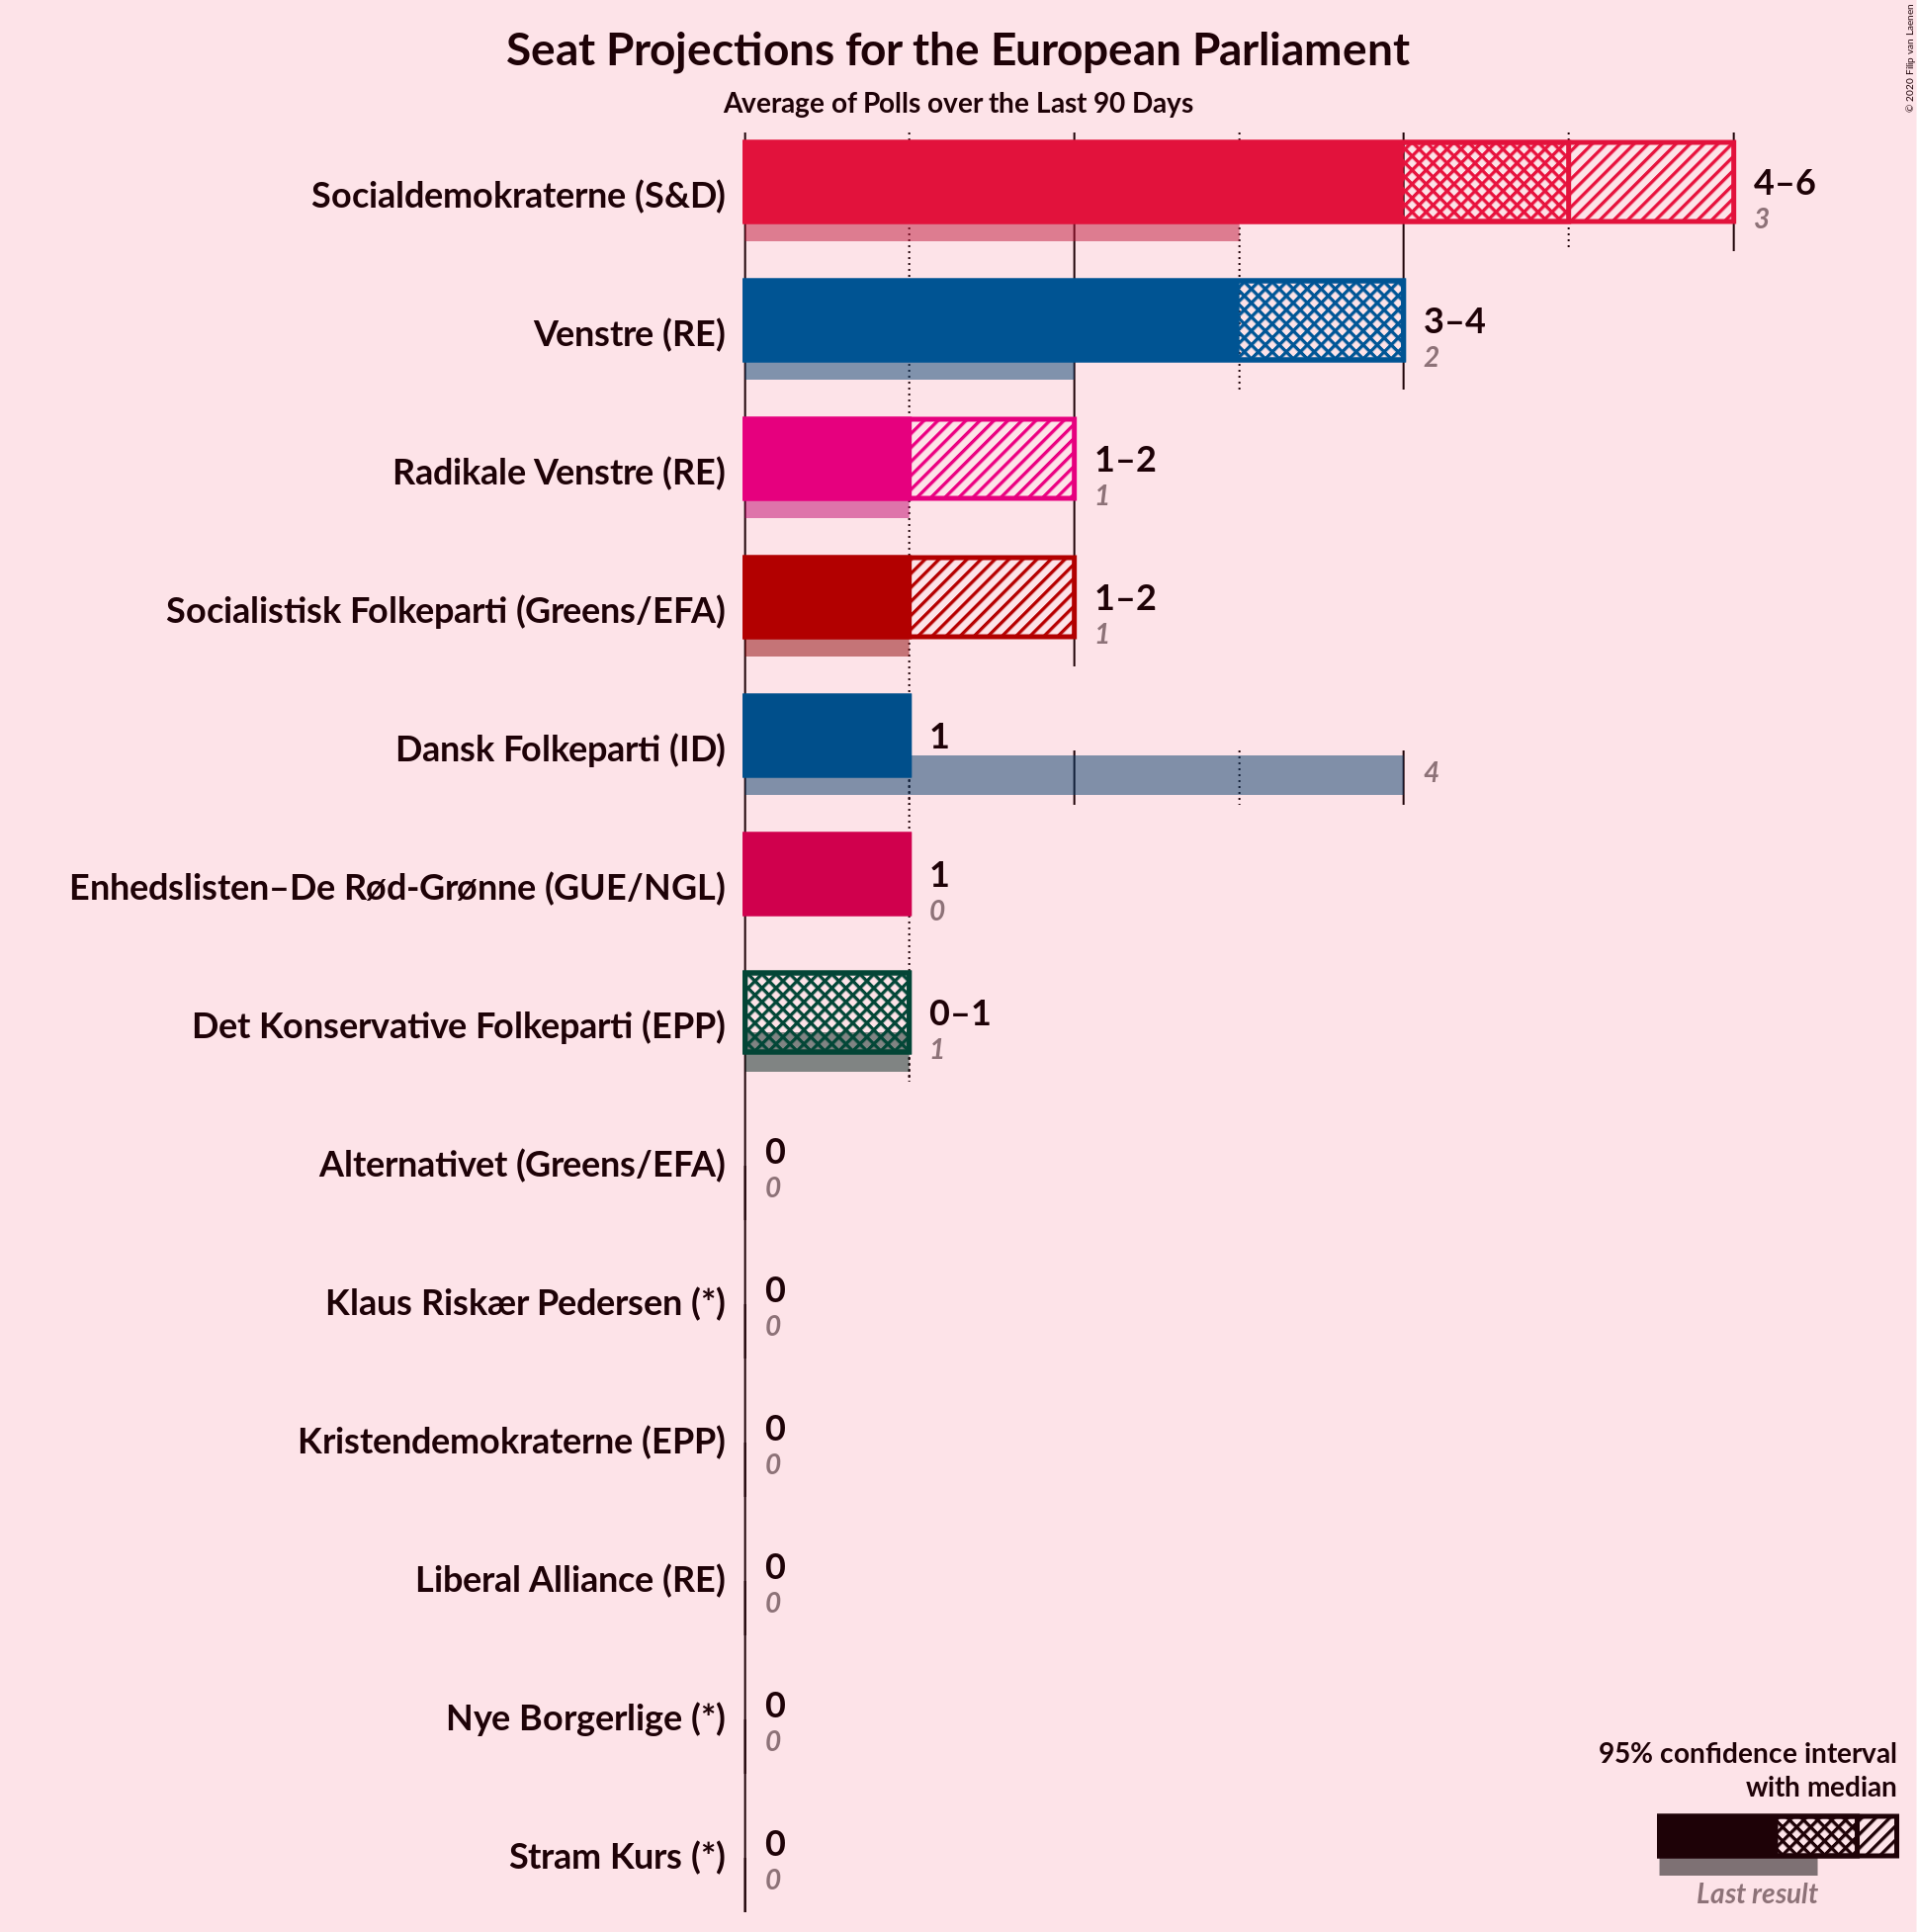 Seat Projections for the European Parliament
Average of Polls over the Last 90 Days
© 2020 Filip van Laenen
Socialdemokraterne (S&D)
4–6
3
Venstre (RE)
3–4
2
Radikale Venstre (RE)
1–2
1
Socialistisk Folkeparti (Greens/EFA)
1–2
1
Dansk Folkeparti (ID)
1
4
Enhedslisten–De Rød-Grønne (GUE/NGL)
1
0
Det Konservative Folkeparti (EPP)
0–1
1
Alternativet (Greens/EFA)
0
0
Klaus Riskær Pedersen (*)
0
0
Kristendemokraterne (EPP)
0
0
Liberal Alliance (RE)
0
0
Nye Borgerlige (*)
0
0
Stram Kurs (*)
0
0
95% confidence interval
with median
Last result